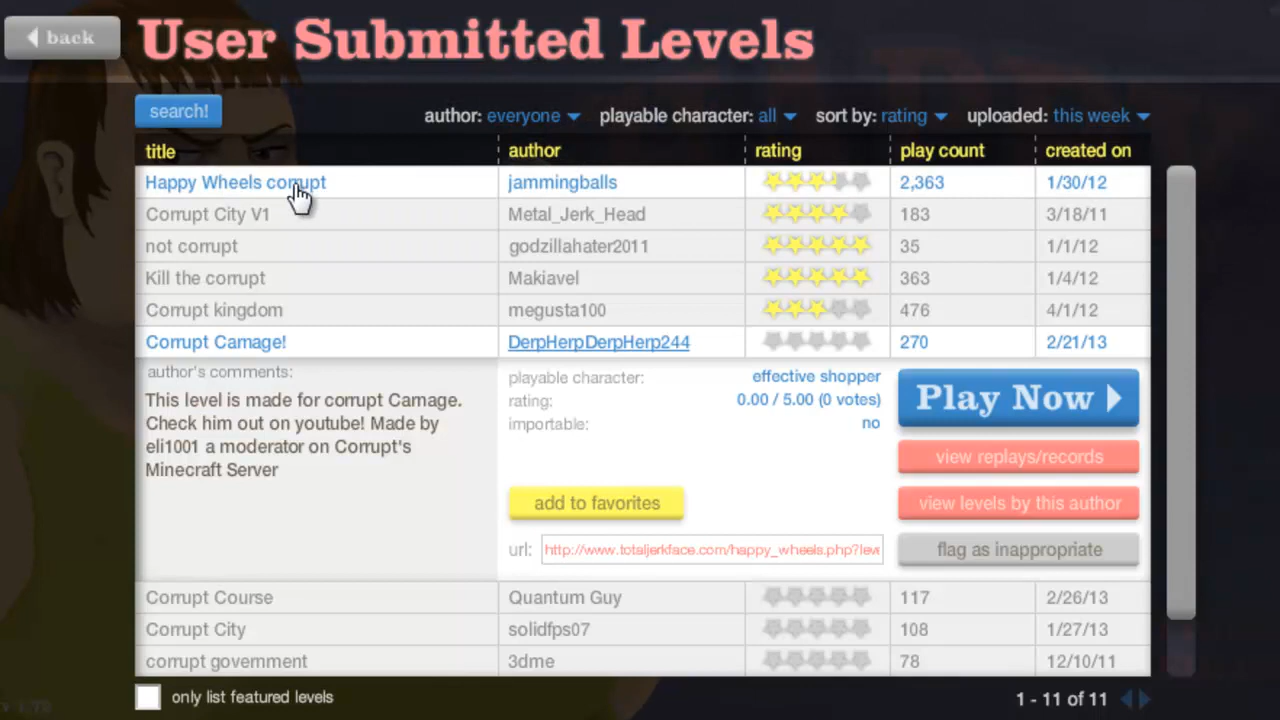 back
User Submitted Levels
search!
author: everyone playable character: all sort by: rating uploaded: this week
title author rating play count created on
Happy Wheels corrupt jammingballs 2,363 1/30/12
Corrupt City V1 Metal_Jerk_Head 183 3/18/11
not corrupt godzillahater2011 35 1/1/12
Kill the corrupt Makiavel 363 1/4/12
Corrupt kingdom megusta100 476 4/1/12
Corrupt Carnage! DerpHerpDerpHerp244 270 2/21/13
author's comments:
This level is made for corrupt Carnage.
Check him out on youtube! Made by
eli1001 a moderator on Corrupt's
Minecraft Server
playable character: effective shopper
rating: 0.00 / 5.00 (0 votes)
importable: no
add to favorites
url: http://www.totaljerkface.com/happy_wheels.php?leve
Play Now
view replays/records
view levels by this author
flag as inappropriate
Corrupt Course Quantum Guy 117 2/26/13
Corrupt City solidfps07 108 1/27/13
corrupt government 3dme 78 12/10/11
only list featured levels
1 - 11 of 11